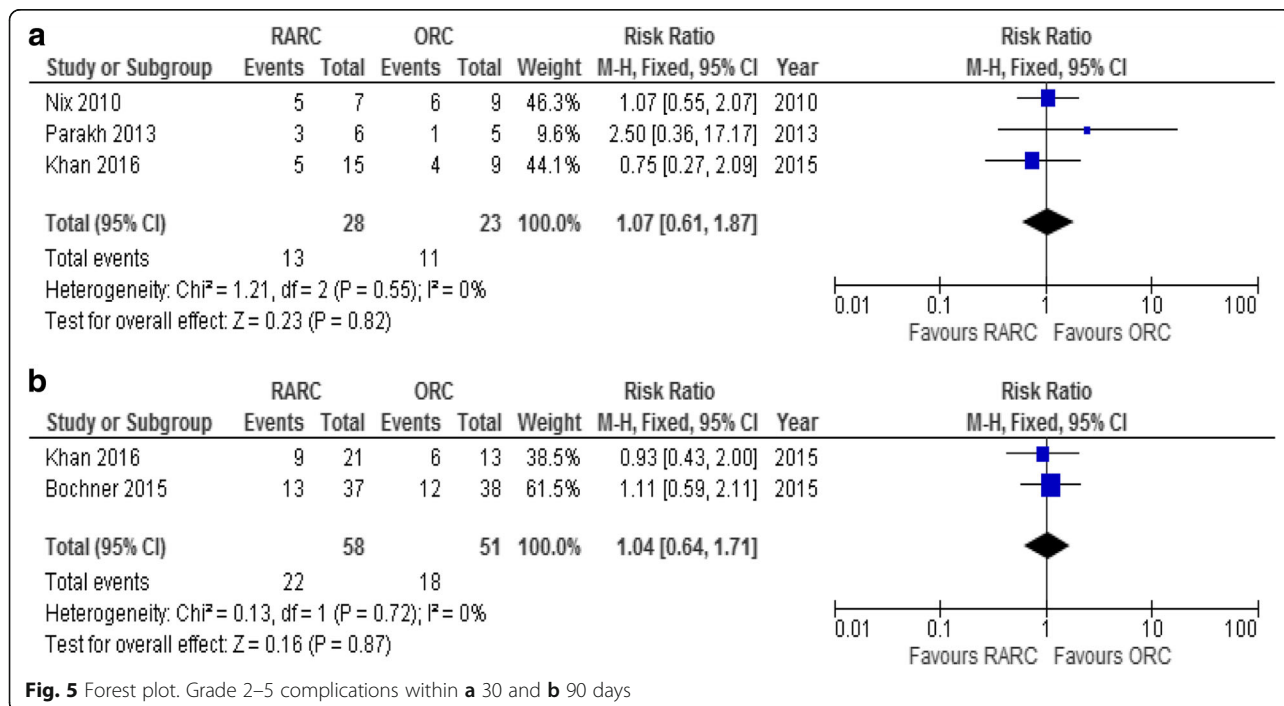 a
RARC ORC Risk Ratio Risk Ratio
Study or Subgroup Events Total Events Total Weight M-H, Fixed, 95% CI Year M-H, Fixed, 95% CI
Nix 2010 5 7 6 9 46.3% 1.07 [0.55, 2.07] 2010
Parakh 2013 3 6 1 5 9.6% 2.50 [0.36, 17.17] 2013
Khan 2016 5 15 4 9 44.1% 0.75 [0.27, 2.09] 2015
Total (95% CI) 28 23 100.0% 1.07 [0.61, 1.87]
Total events 13 11
Heterogeneity: Chi² = 1.21, df = 2 (P = 0.55); I² = 0%
Test for overall effect: Z = 0.23 (P = 0.82)
0.01 0.1 1 10 100
Favours RARC Favours ORC
b
RARC ORC Risk Ratio Risk Ratio
Study or Subgroup Events Total Events Total Weight M-H, Fixed, 95% CI Year M-H, Fixed, 95% CI
Khan 2016 9 21 6 13 38.5% 0.93 [0.43, 2.00] 2015
Bochner 2015 13 37 12 38 61.5% 1.11 [0.59, 2.11] 2015
Total (95% CI) 58 51 100.0% 1.04 [0.64, 1.71]
Total events 22 18
Heterogeneity: Chi² = 0.13, df = 1 (P = 0.72); I² = 0%
Test for overall effect: Z = 0.16 (P = 0.87)
0.01 0.1 1 10 100
Favours RARC Favours ORC
Fig. 5 Forest plot. Grade 2–5 complications within a 30 and b 90 days